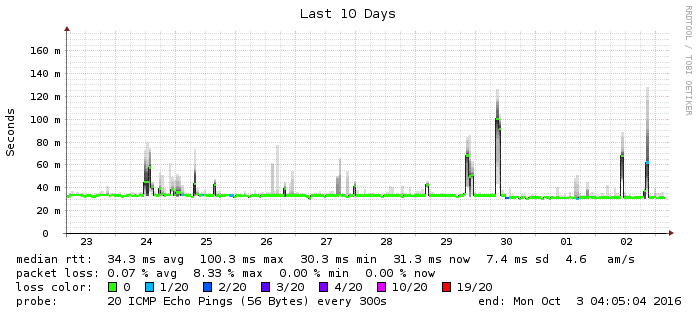 Last 10 Days
RRDTOOL / TOBI OETIKER
Seconds
160 m
140 m
120 m
100 m
80 m
60 m
40 m
20 m
0
23 24 25 26 27 28 29 30 01 02
median rtt: 34.3 ms avg 100.3 ms max 30.3 ms min 31.3 ms now 7.4 ms sd 4.6 am/s
packet loss: 0.07 % avg 8.33 % max 0.00 % min 0.00 % now
loss color: 0 1/20 2/20 3/20 4/20 10/20 19/20
probe: 20 ICMP Echo Pings (56 Bytes) every 300s end: Mon Oct 3 04:05:04 2016